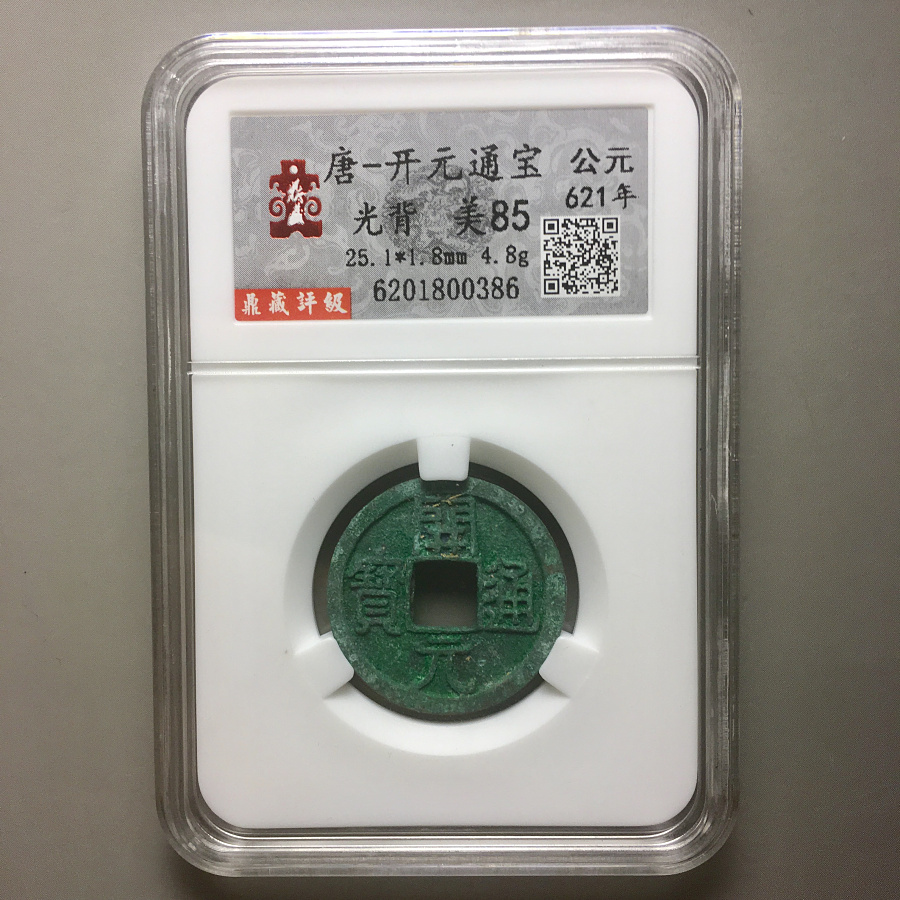 唐-开元通宝 公元
光背 美85 621年
25.1*1.8mm 4.8g
6201800386
鼎藏評級
開
寶 通
元